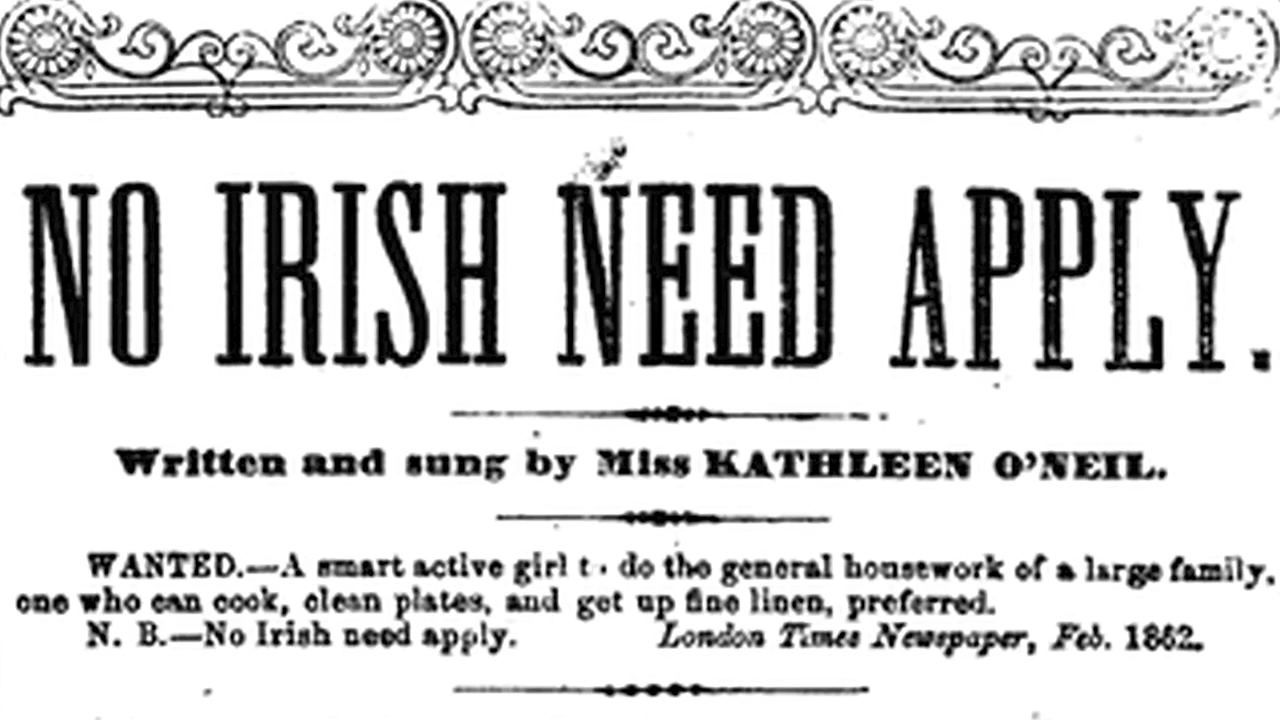 NO IRISH NEED APPLY.
Written and sung by Miss KATHLEEN O'NEIL.
WANTED.—A smart active girl t. do the general housework of a large family,
one who can cook, clean plates, and get up fine linen, preferred.
N. B.—No Irish need apply. London Times Newspaper, Feb. 1862.